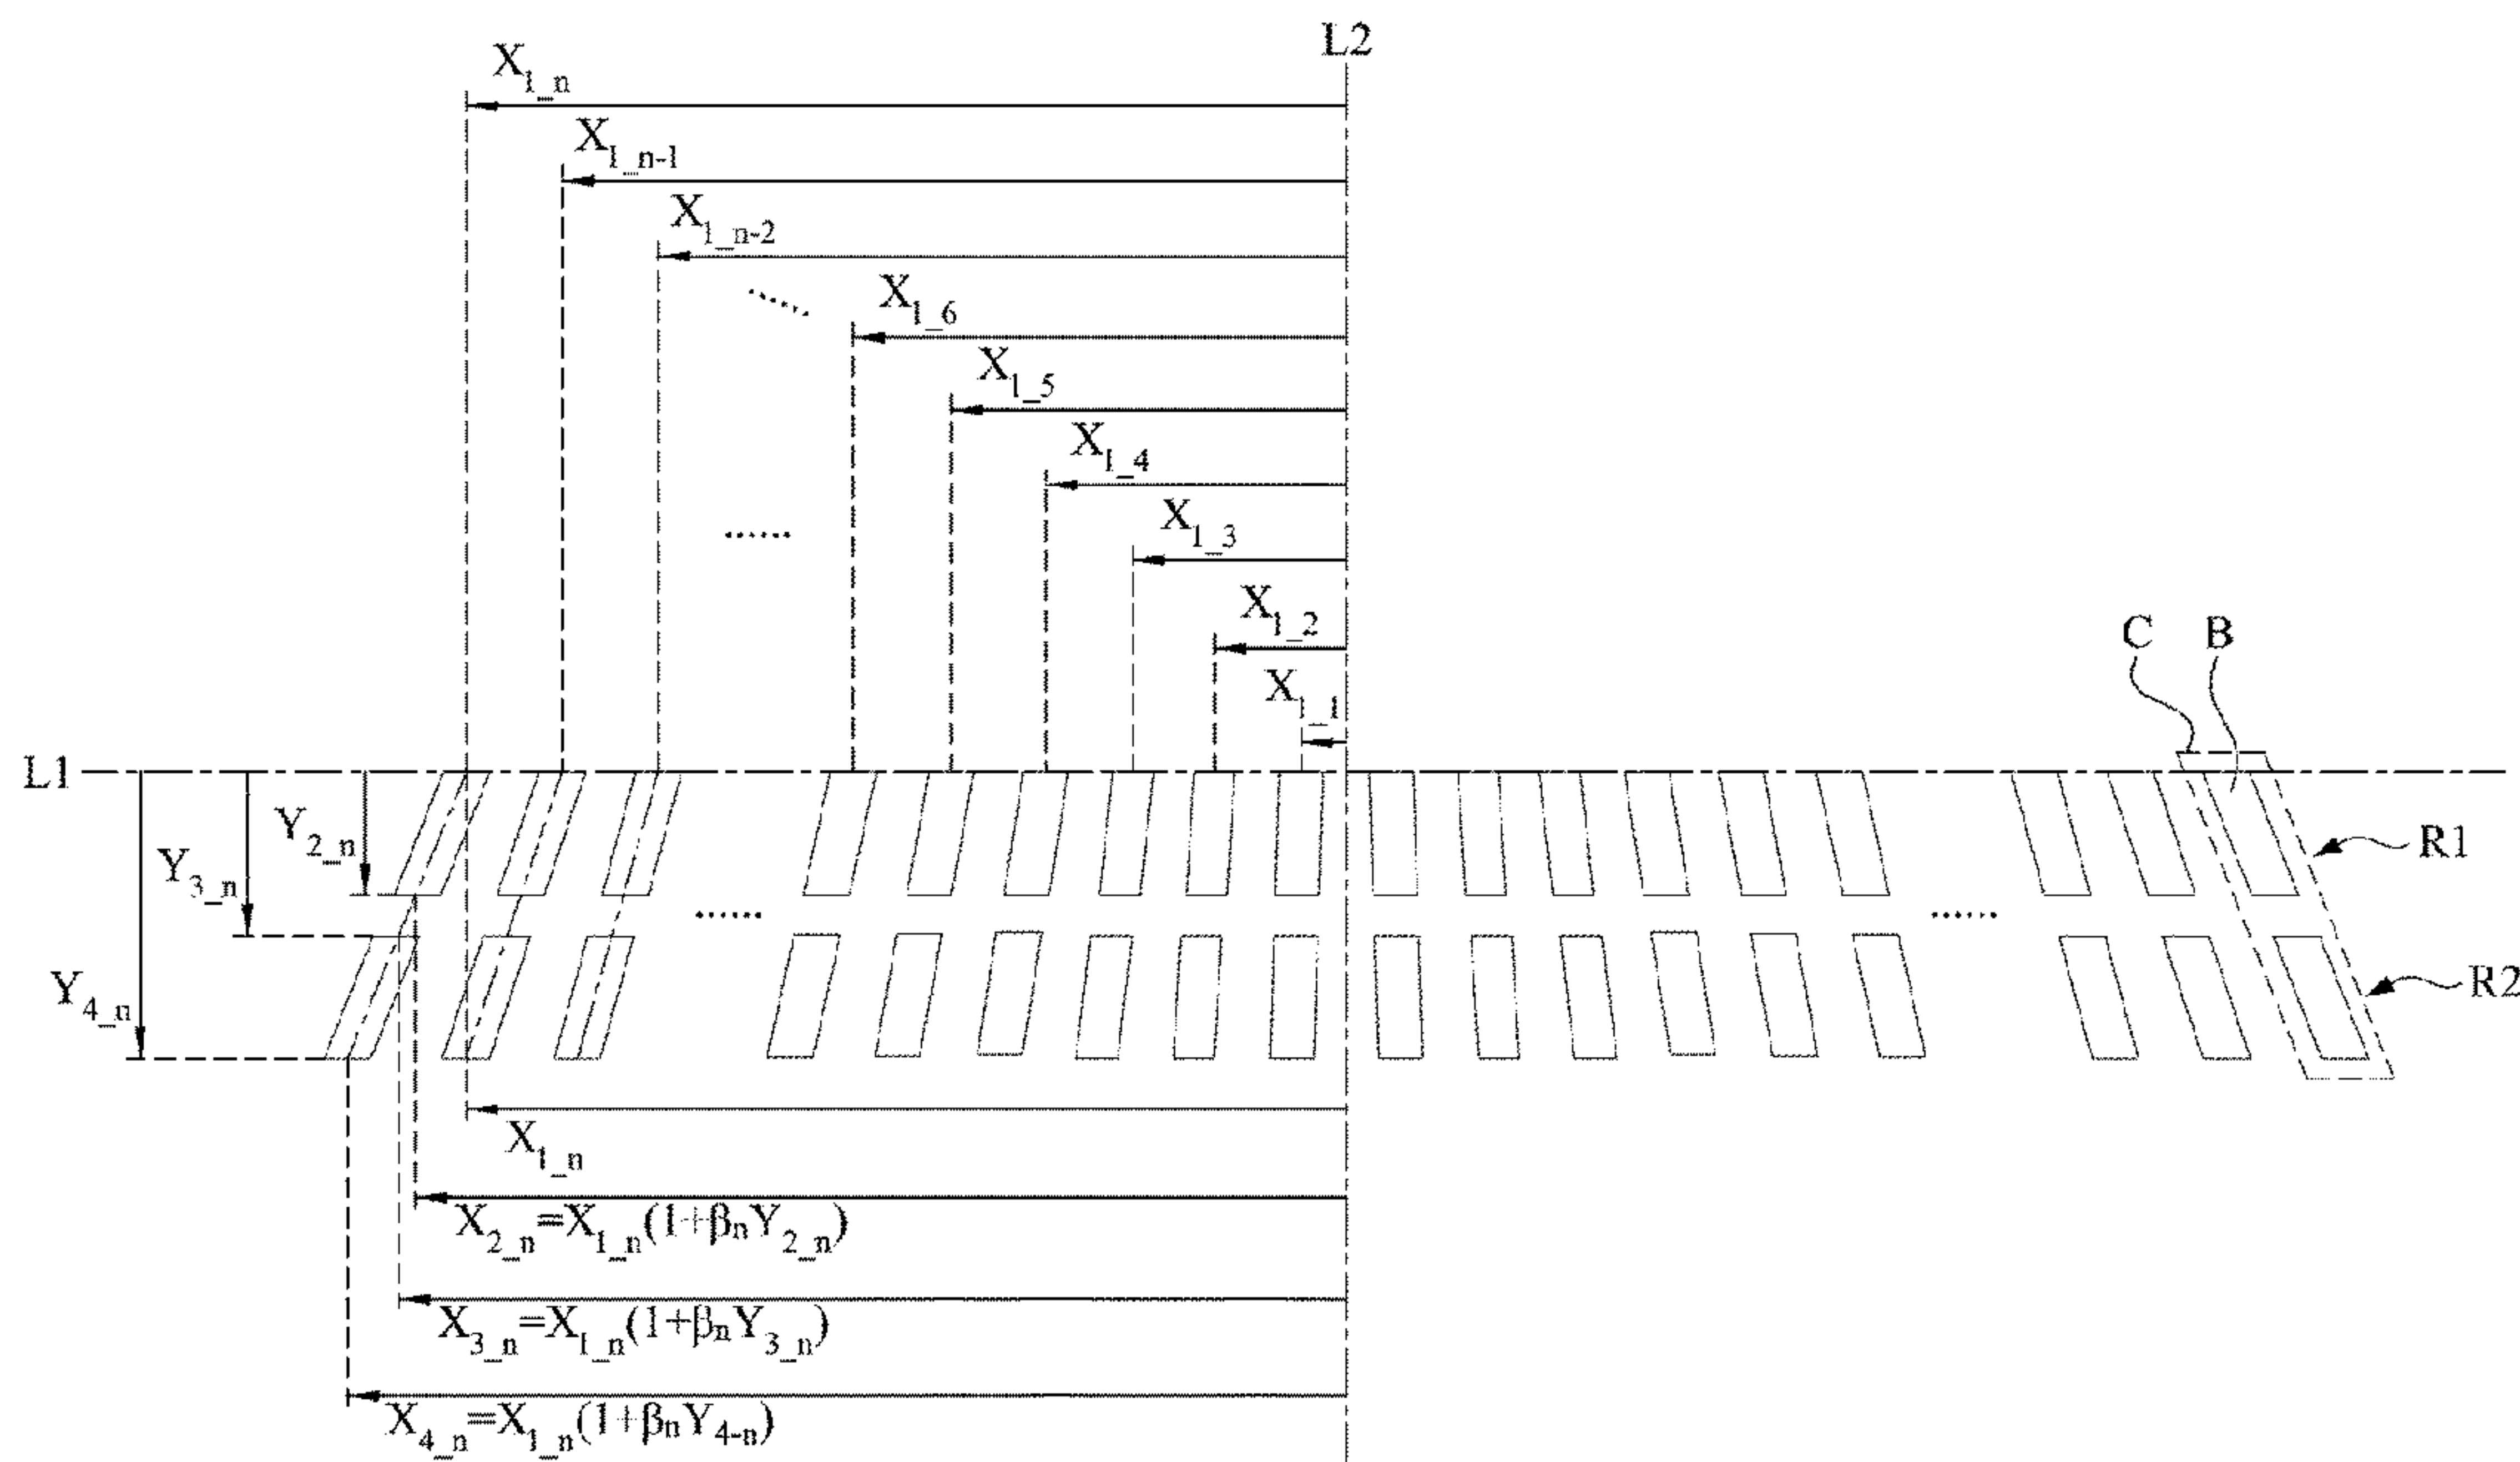 L2
X1_n
X1_n-1
X1_n-2
X1_6
X1_5
X1_4
X1_3
X1_2
X1_1
C B
L1
Y2_n
Y3_n
Y4_n
R1
R2
X1_n
X2_n=X1_n(1+βnY2_n)
X3_n=X1_n(1+βnY3_n)
X4_n=X1_n(1+βnY4-n)